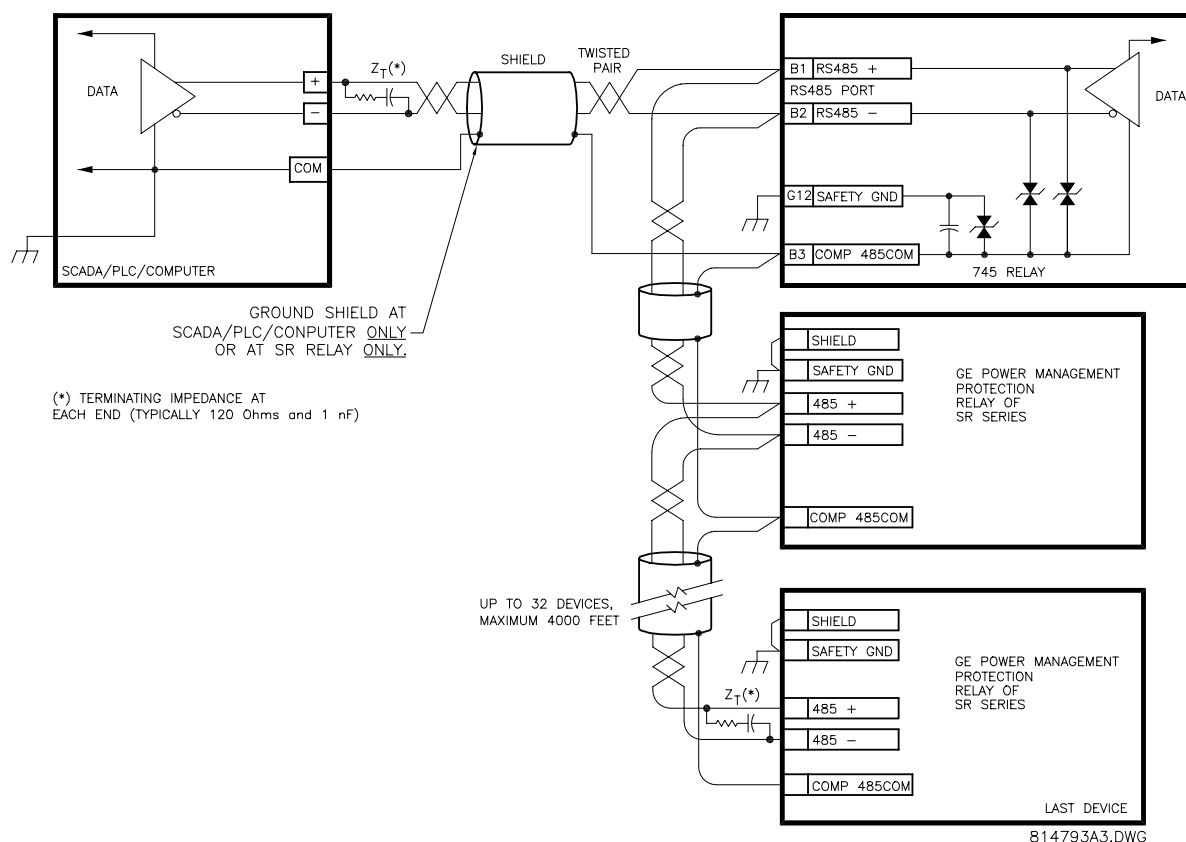 DATA
Z_T(*)
+
−
COM
SCADA/PLC/COMPUTER
SHIELD
TWISTED
PAIR
B1 RS485 +
RS485 PORT
B2 RS485 −
G12 SAFETY GND
B3 COMP 485COM
DATA
745 RELAY
GROUND SHIELD AT
SCADA/PLC/CONPUTER ONLY
OR AT SR RELAY ONLY.
(*) TERMINATING IMPEDANCE AT
EACH END (TYPICALLY 120 Ohms and 1 nF)
SHIELD
SAFETY GND
485 +
485 −
COMP 485COM
GE POWER MANAGEMENT
PROTECTION
RELAY OF
SR SERIES
UP TO 32 DEVICES,
MAXIMUM 4000 FEET
Z_T(*)
SHIELD
SAFETY GND
485 +
485 −
COMP 485COM
GE POWER MANAGEMENT
PROTECTION
RELAY OF
SR SERIES
LAST DEVICE
814793A3.DWG